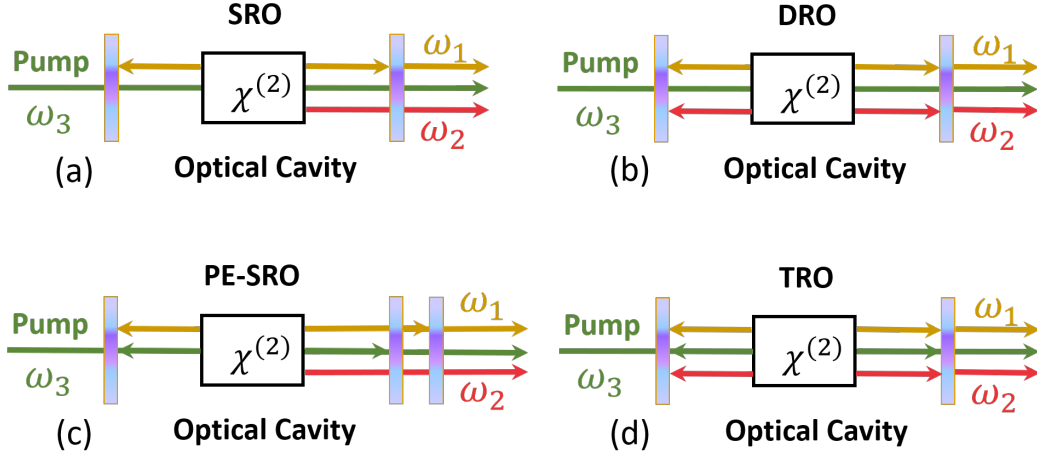 SRO
Pump
ω₃
χ⁽²⁾
ω₁
ω₂
(a)
Optical Cavity
DRO
Pump
ω₃
χ⁽²⁾
ω₁
ω₂
(b)
Optical Cavity
PE-SRO
Pump
ω₃
χ⁽²⁾
ω₁
ω₂
(c)
Optical Cavity
TRO
Pump
ω₃
χ⁽²⁾
ω₁
ω₂
(d)
Optical Cavity